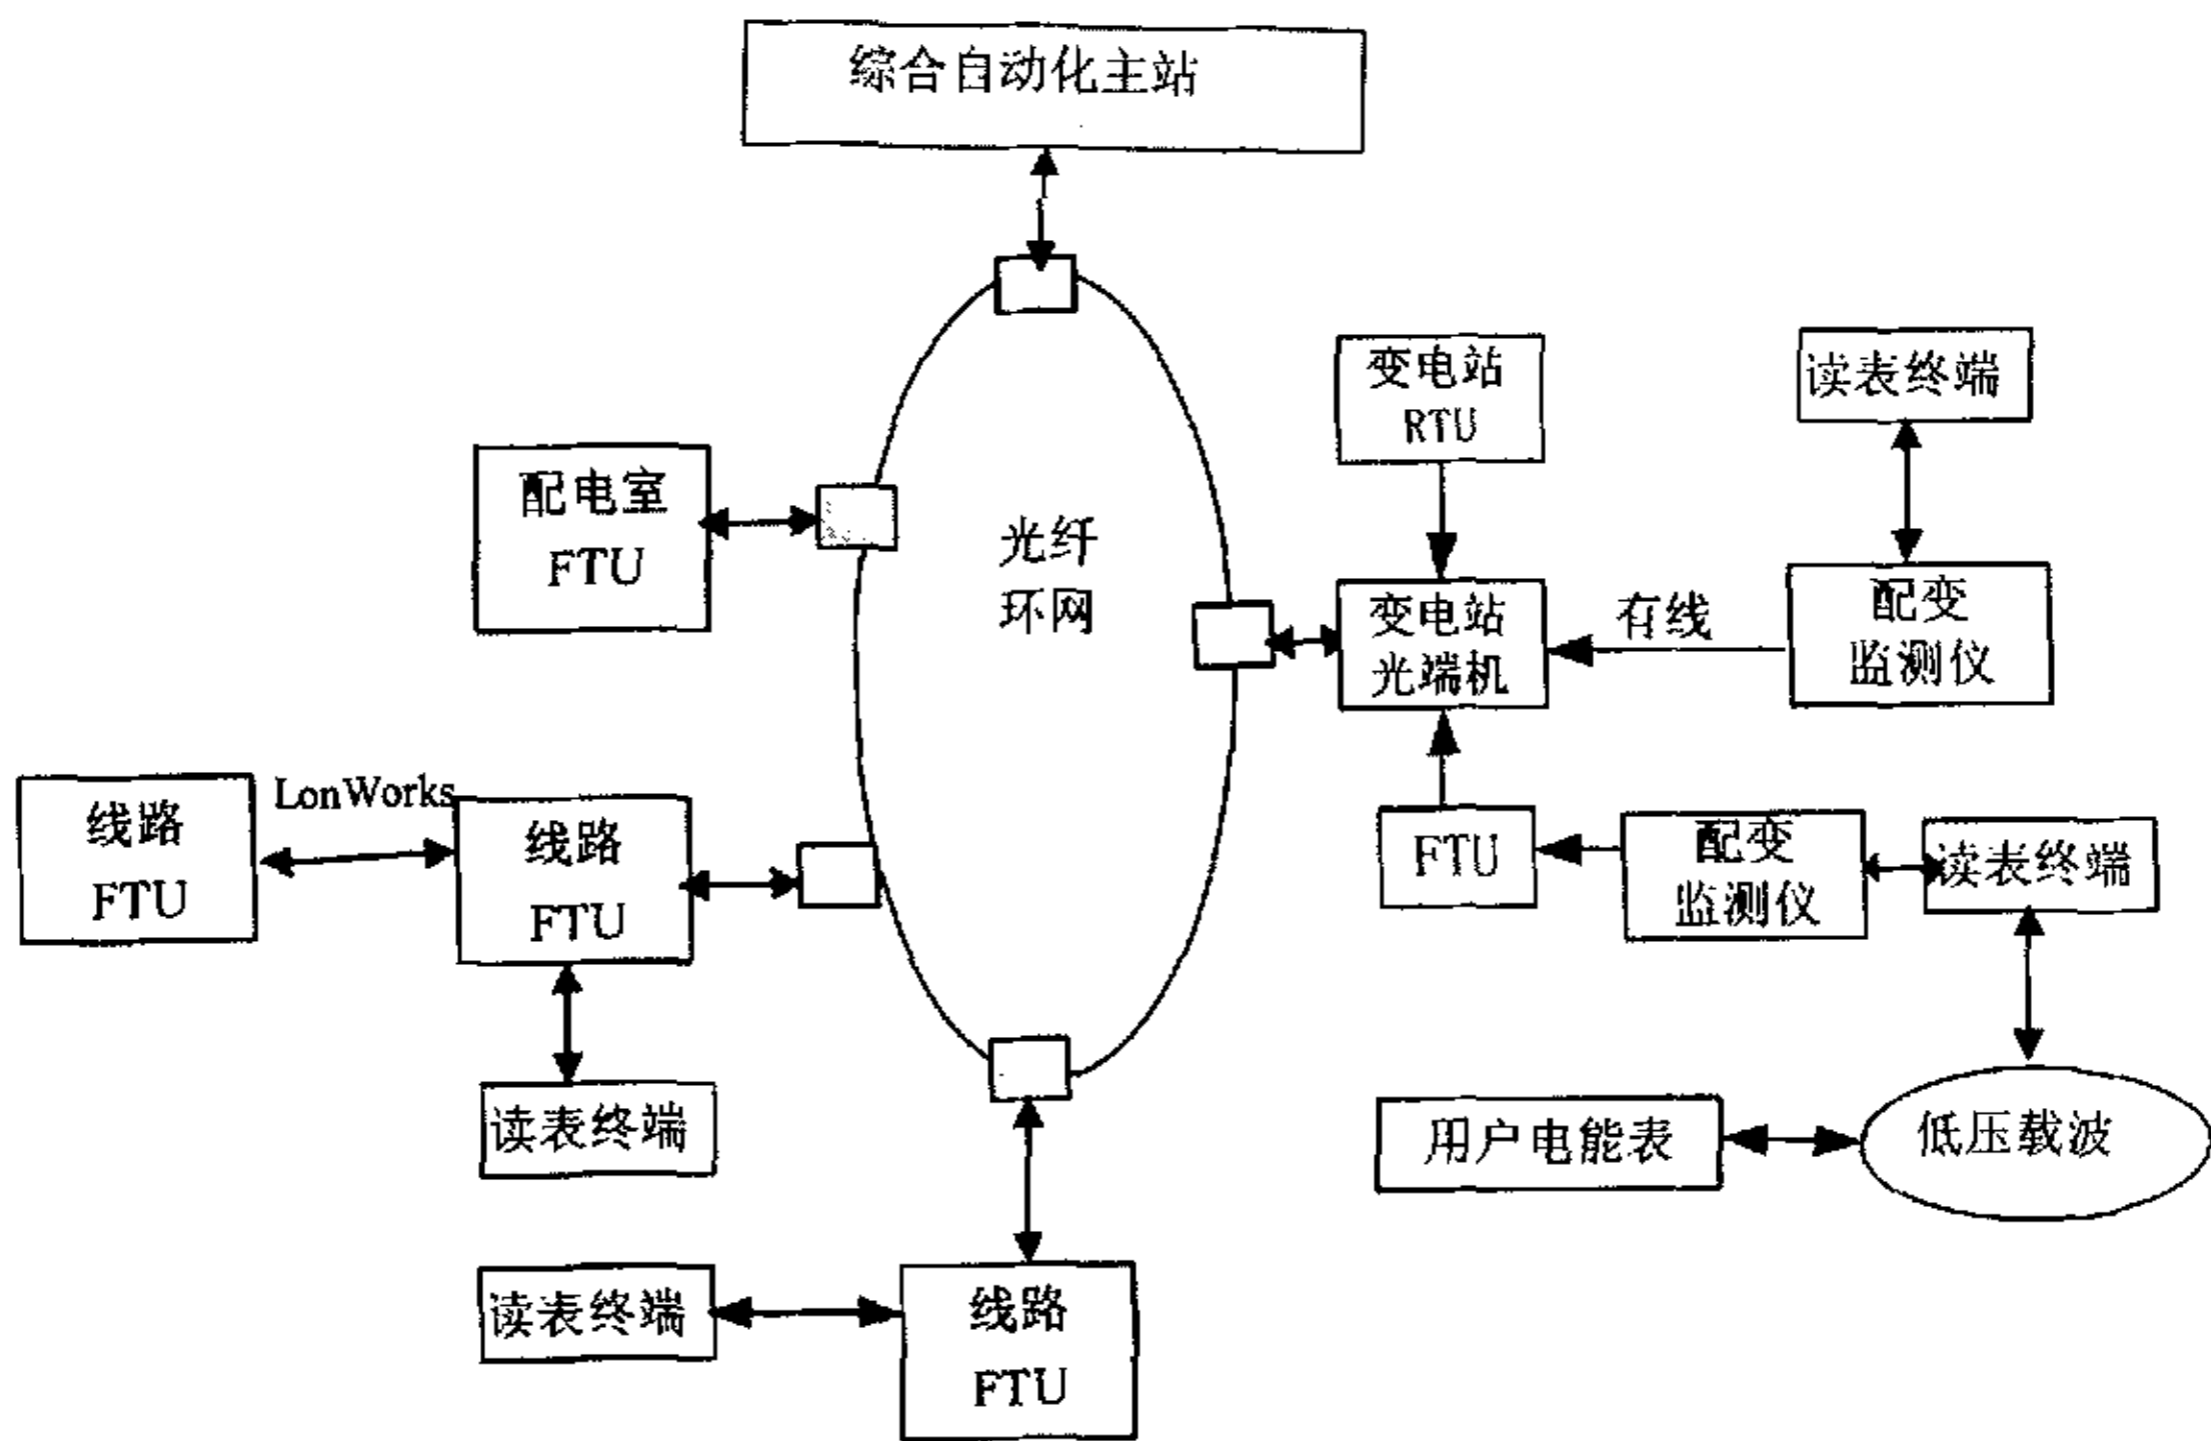 综合自动化主站
变电站
RTU
读表终端
配电室
FTU
光纤
环网
变电站
光端机
有线
配变
监测仪
线路
FTU
LonWorks
线路
FTU
FTU
配变
监测仪
读表终端
读表终端
用户电能表
低压载波
读表终端
线路
FTU